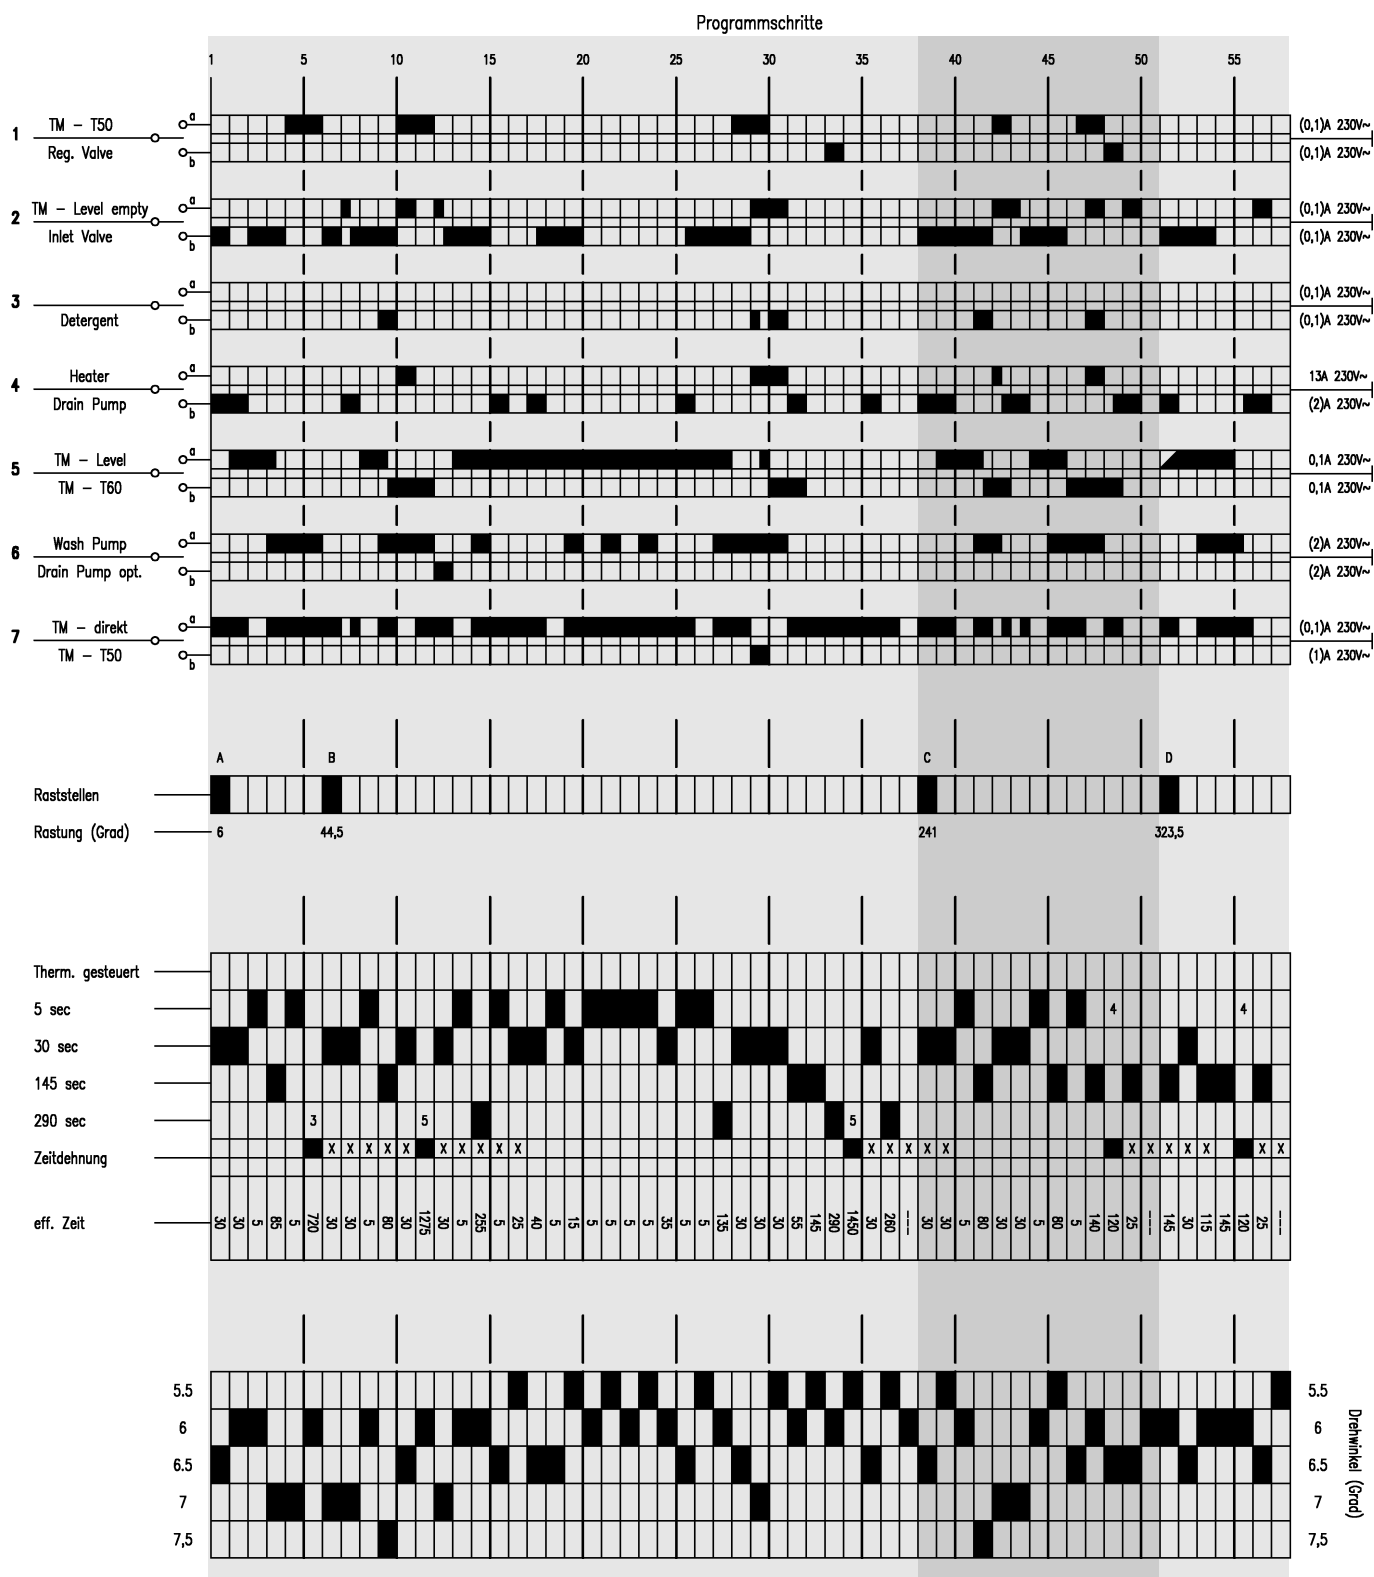 Programmschritte
1 5 10 15 20 25 30 35 40 45 50 55
1 TM - T50 a (0,1)A 230V~
Reg. Valve b (0,1)A 230V~
2 TM - Level empty a (0,1)A 230V~
Inlet Valve b (0,1)A 230V~
3 a (0,1)A 230V~
Detergent b (0,1)A 230V~
4 Heater a 13A 230V~
Drain Pump b (2)A 230V~
5 TM - Level a 0,1A 230V~
TM - T60 b 0,1A 230V~
6 Wash Pump a (2)A 230V~
Drain Pump opt. b (2)A 230V~
7 TM - direkt a (0,1)A 230V~
TM - T50 b (1)A 230V~
A B C D
Raststellen
Rastung (Grad) 6 44,5 241 323,5
Therm. gesteuert
5 sec 4 4
30 sec
145 sec
290 sec 3 5 5
Zeitdehnung x x x x x x x x x x x x x x x x x x x x x x
eff. Zeit 30 30 5 85 5 720 30 30 5 80 30 1275 30 5 255 5 25 40 5 15 5 5 5 5 35 5 5 135 30 30 30 55 145 290 1450 30 260 --- 30 30 5 80 30 30 5 80 5 140 120 25 --- 145 30 115 145 120 25 ---
5.5 5.5
6 6
6.5 6.5
7 7
7,5 7,5
Drehwinkel (Grad)